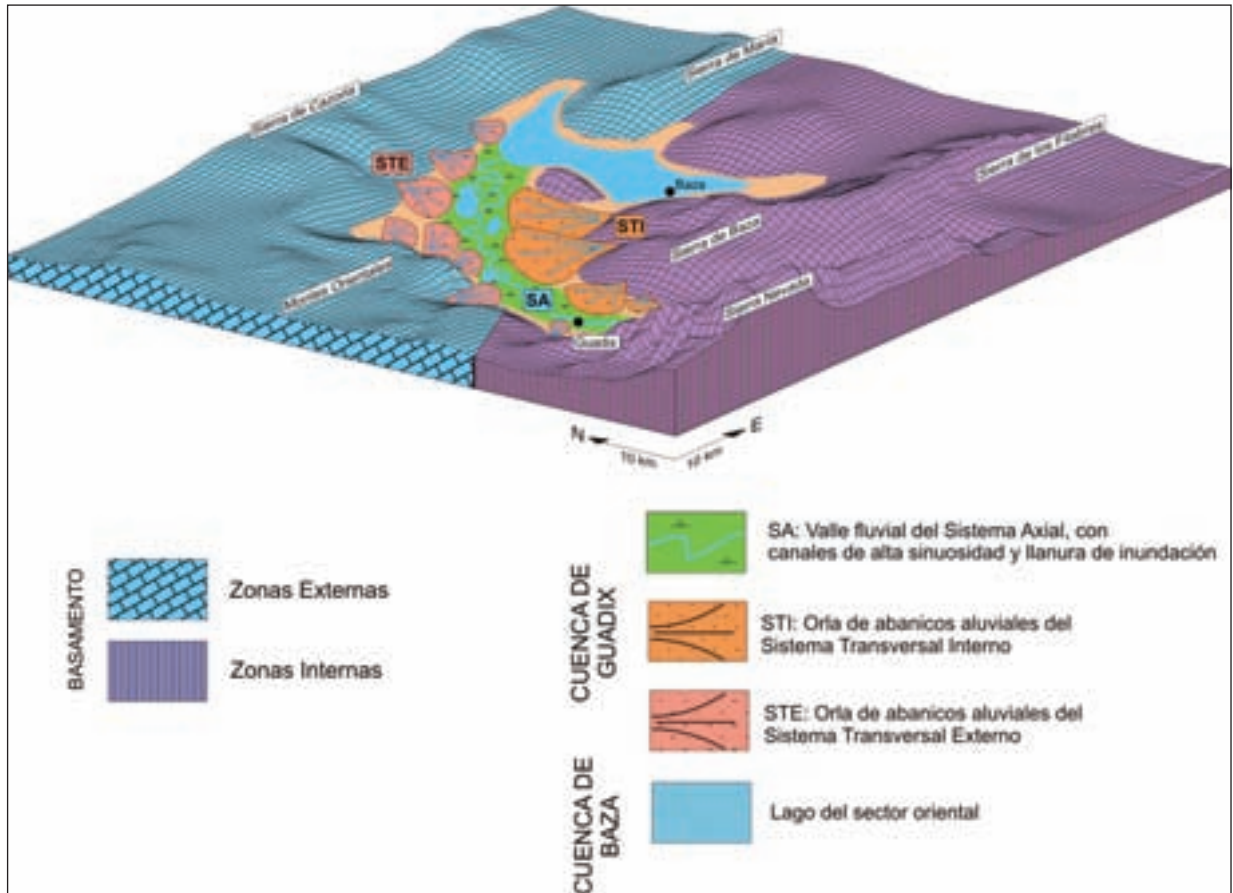 Sierra de María
Sierra de Cazorla
Sierra de los Filabres
STE
Baza
STI
Sierra de Baza
Montes Orientales
Sierra Nevada
SA
Guadix
N
E
10 km
10 km
BASAMENTO
Zonas Externas
Zonas Internas
CUENCA DE
GUADIX
SA: Valle fluvial del Sistema Axial, con
canales de alta sinuosidad y llanura de inundación
STI: Orla de abanicos aluviales del
Sistema Transversal Interno
STE: Orla de abanicos aluviales del
Sistema Transversal Externo
CUENCA DE
BAZA
Lago del sector oriental